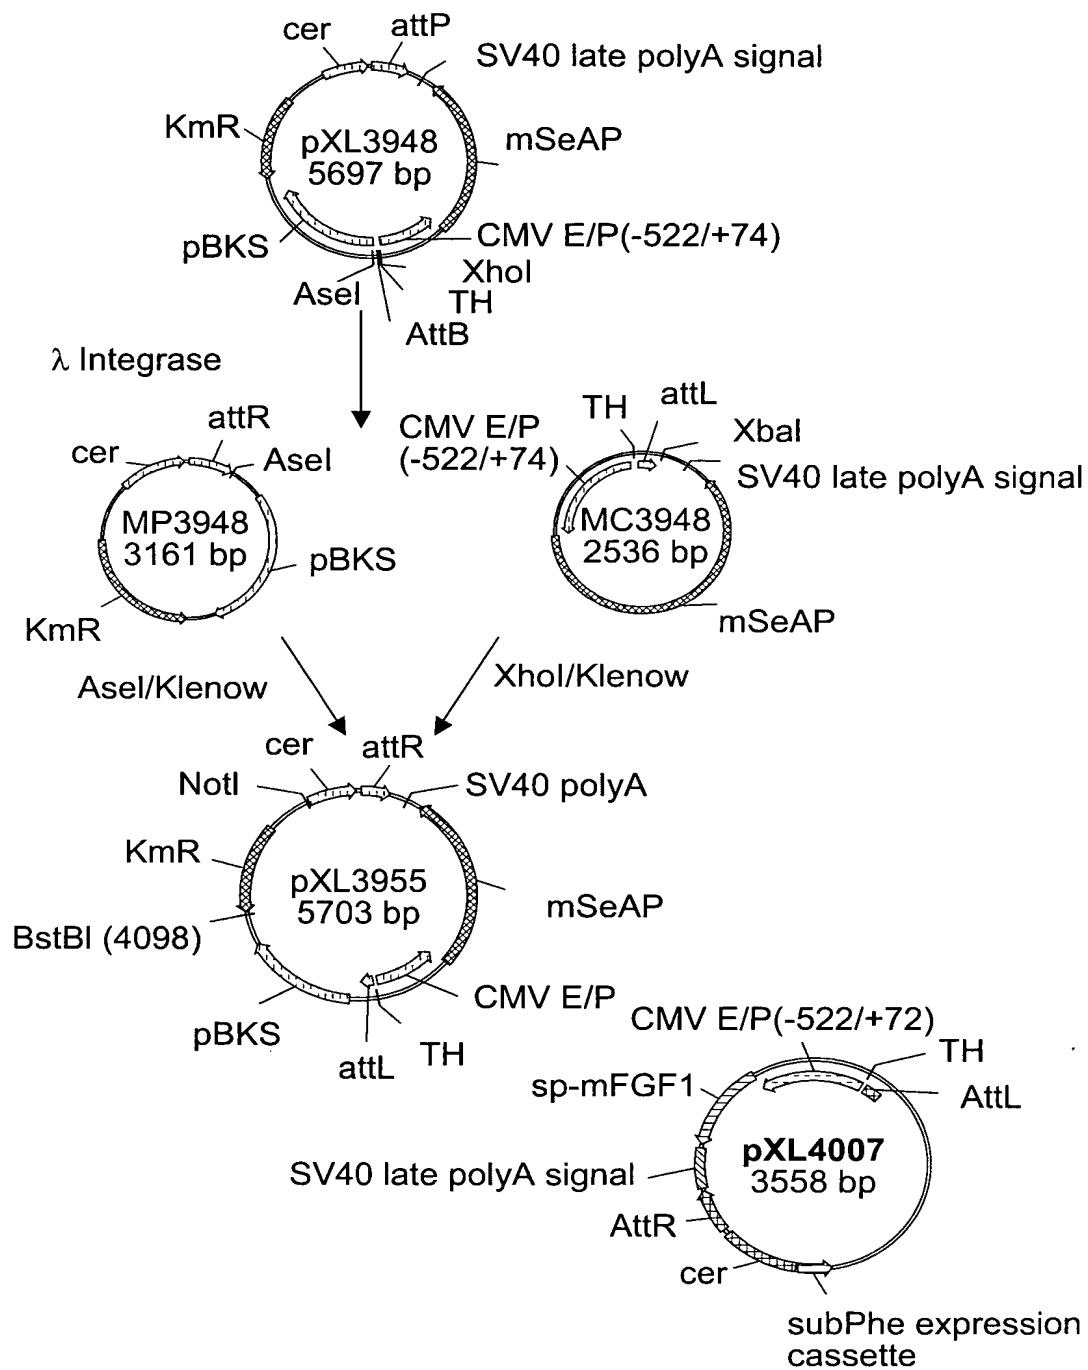 cer
attP
SV40 late polyA signal
KmR
pXL3948
5697 bp
mSeAP
pBKS
CMV E/P(-522/+74)
XhoI
AseI
TH
AttB
λ Integrase
attR
cer
AseI
MP3948
3161 bp
pBKS
KmR
CMV E/P
(-522/+74)
TH
attL
XbaI
SV40 late polyA signal
MC3948
2536 bp
mSeAP
AseI/Klenow
XhoI/Klenow
cer
attR
NotI
SV40 polyA
KmR
pXL3955
5703 bp
mSeAP
BstBI (4098)
CMV E/P
pBKS
attL
TH
CMV E/P(-522/+72)
TH
sp-mFGF1
AttL
pXL4007
3558 bp
SV40 late polyA signal
AttR
cer
subPhe expression
cassette